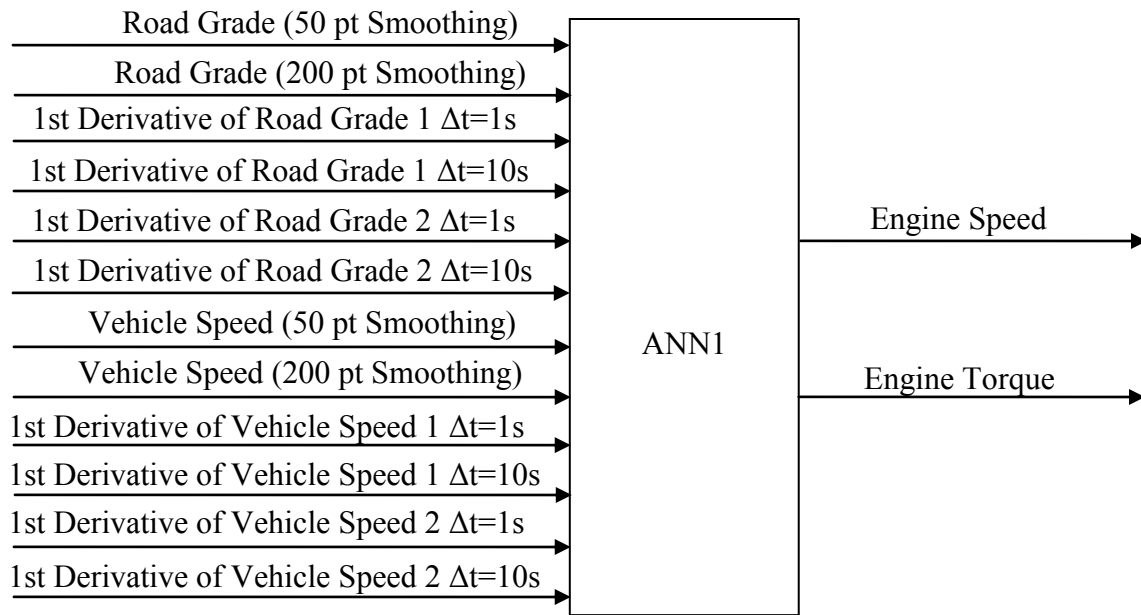 Road Grade (50 pt Smoothing)
Road Grade (200 pt Smoothing)
1st Derivative of Road Grade 1 Δt=1s
1st Derivative of Road Grade 1 Δt=10s
1st Derivative of Road Grade 2 Δt=1s
1st Derivative of Road Grade 2 Δt=10s
Vehicle Speed (50 pt Smoothing)
Vehicle Speed (200 pt Smoothing)
1st Derivative of Vehicle Speed 1 Δt=1s
1st Derivative of Vehicle Speed 1 Δt=10s
1st Derivative of Vehicle Speed 2 Δt=1s
1st Derivative of Vehicle Speed 2 Δt=10s
ANN1
Engine Speed
Engine Torque